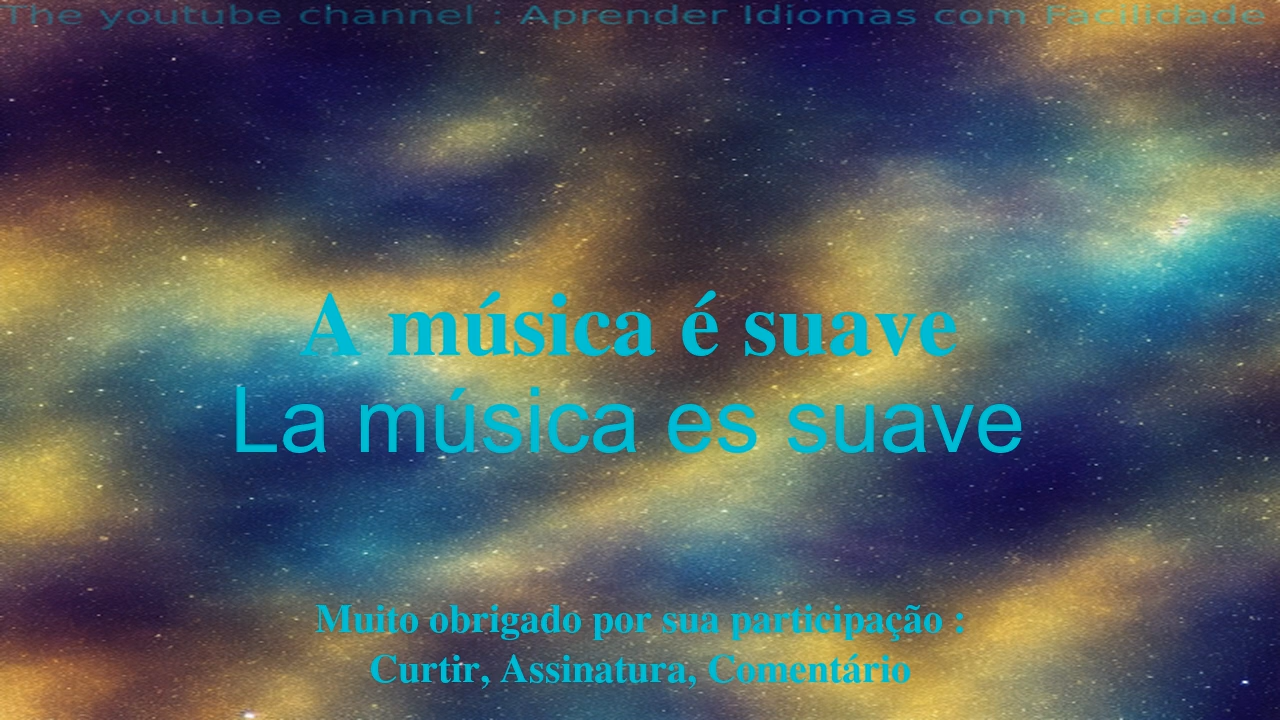 The youtube channel : Aprender Idiomas com Facilidade
A música é suave
La música es suave
Muito obrigado por sua participação :
Curtir, Assinatura, Comentário